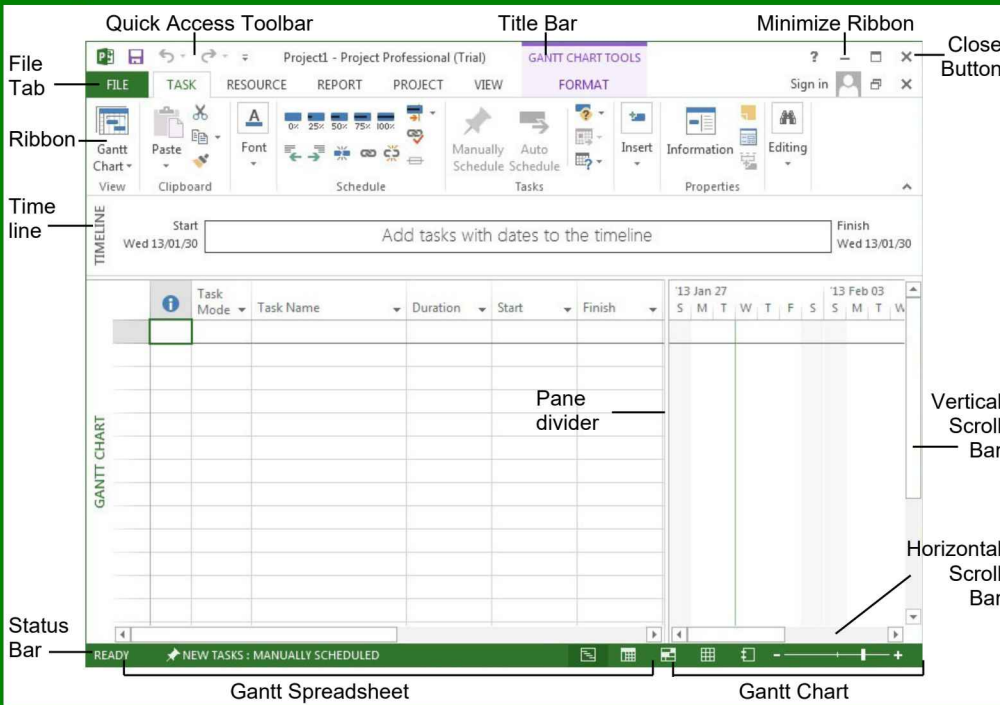 Quick Access Toolbar Title Bar Minimize Ribbon
Close
Button
File
Tab
Project1 - Project Professional (Trial) GANTT CHART TOOLS ?
FILE TASK RESOURCE REPORT PROJECT VIEW FORMAT Sign in
Ribbon
0% 25% 50% 75% 100%
A
Gantt
Chart
Paste
Font
Manually
Schedule
Auto
Schedule
Insert
Information
Editing
View Clipboard Schedule Tasks Properties
Time
line
TIMELINE
Start
Wed 13/01/30
Add tasks with dates to the timeline
Finish
Wed 13/01/30
Task
Mode
Task Name Duration Start Finish
'13 Jan 27 '13 Feb 03
S M T W T F S S M T W
GANTT CHART
Pane
divider
Vertical
Scroll
Bar
Horizontal
Scroll
Bar
Status
Bar
READY NEW TASKS : MANUALLY SCHEDULED - +
Gantt Spreadsheet Gantt Chart